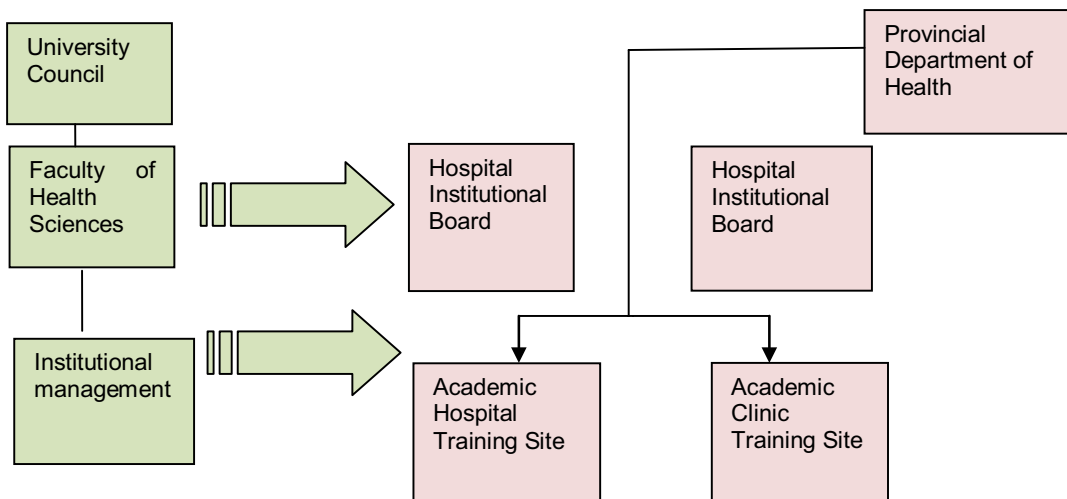 University
Council
Provincial
Department of
Health
Faculty of
Health
Sciences
Hospital
Institutional
Board
Hospital
Institutional
Board
Institutional
management
Academic
Hospital
Training Site
Academic
Clinic
Training Site